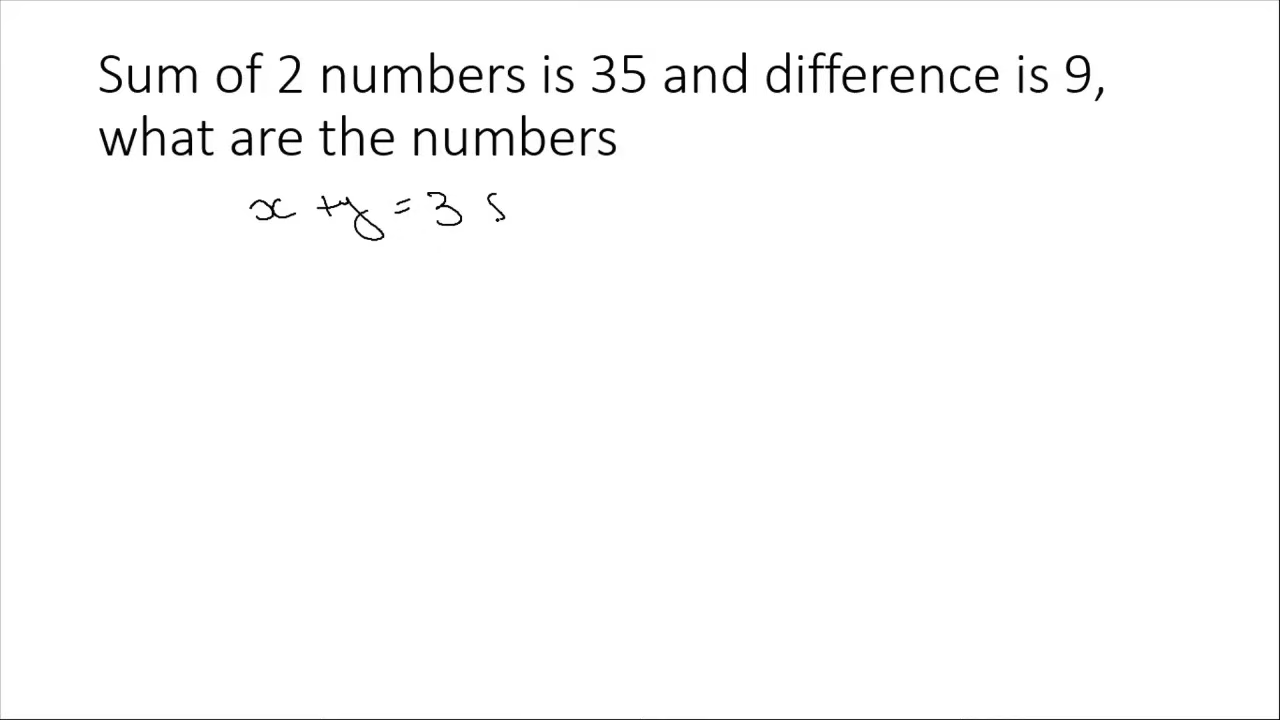 Sum of 2 numbers is 35 and difference is 9,
what are the numbers
x + y = 35